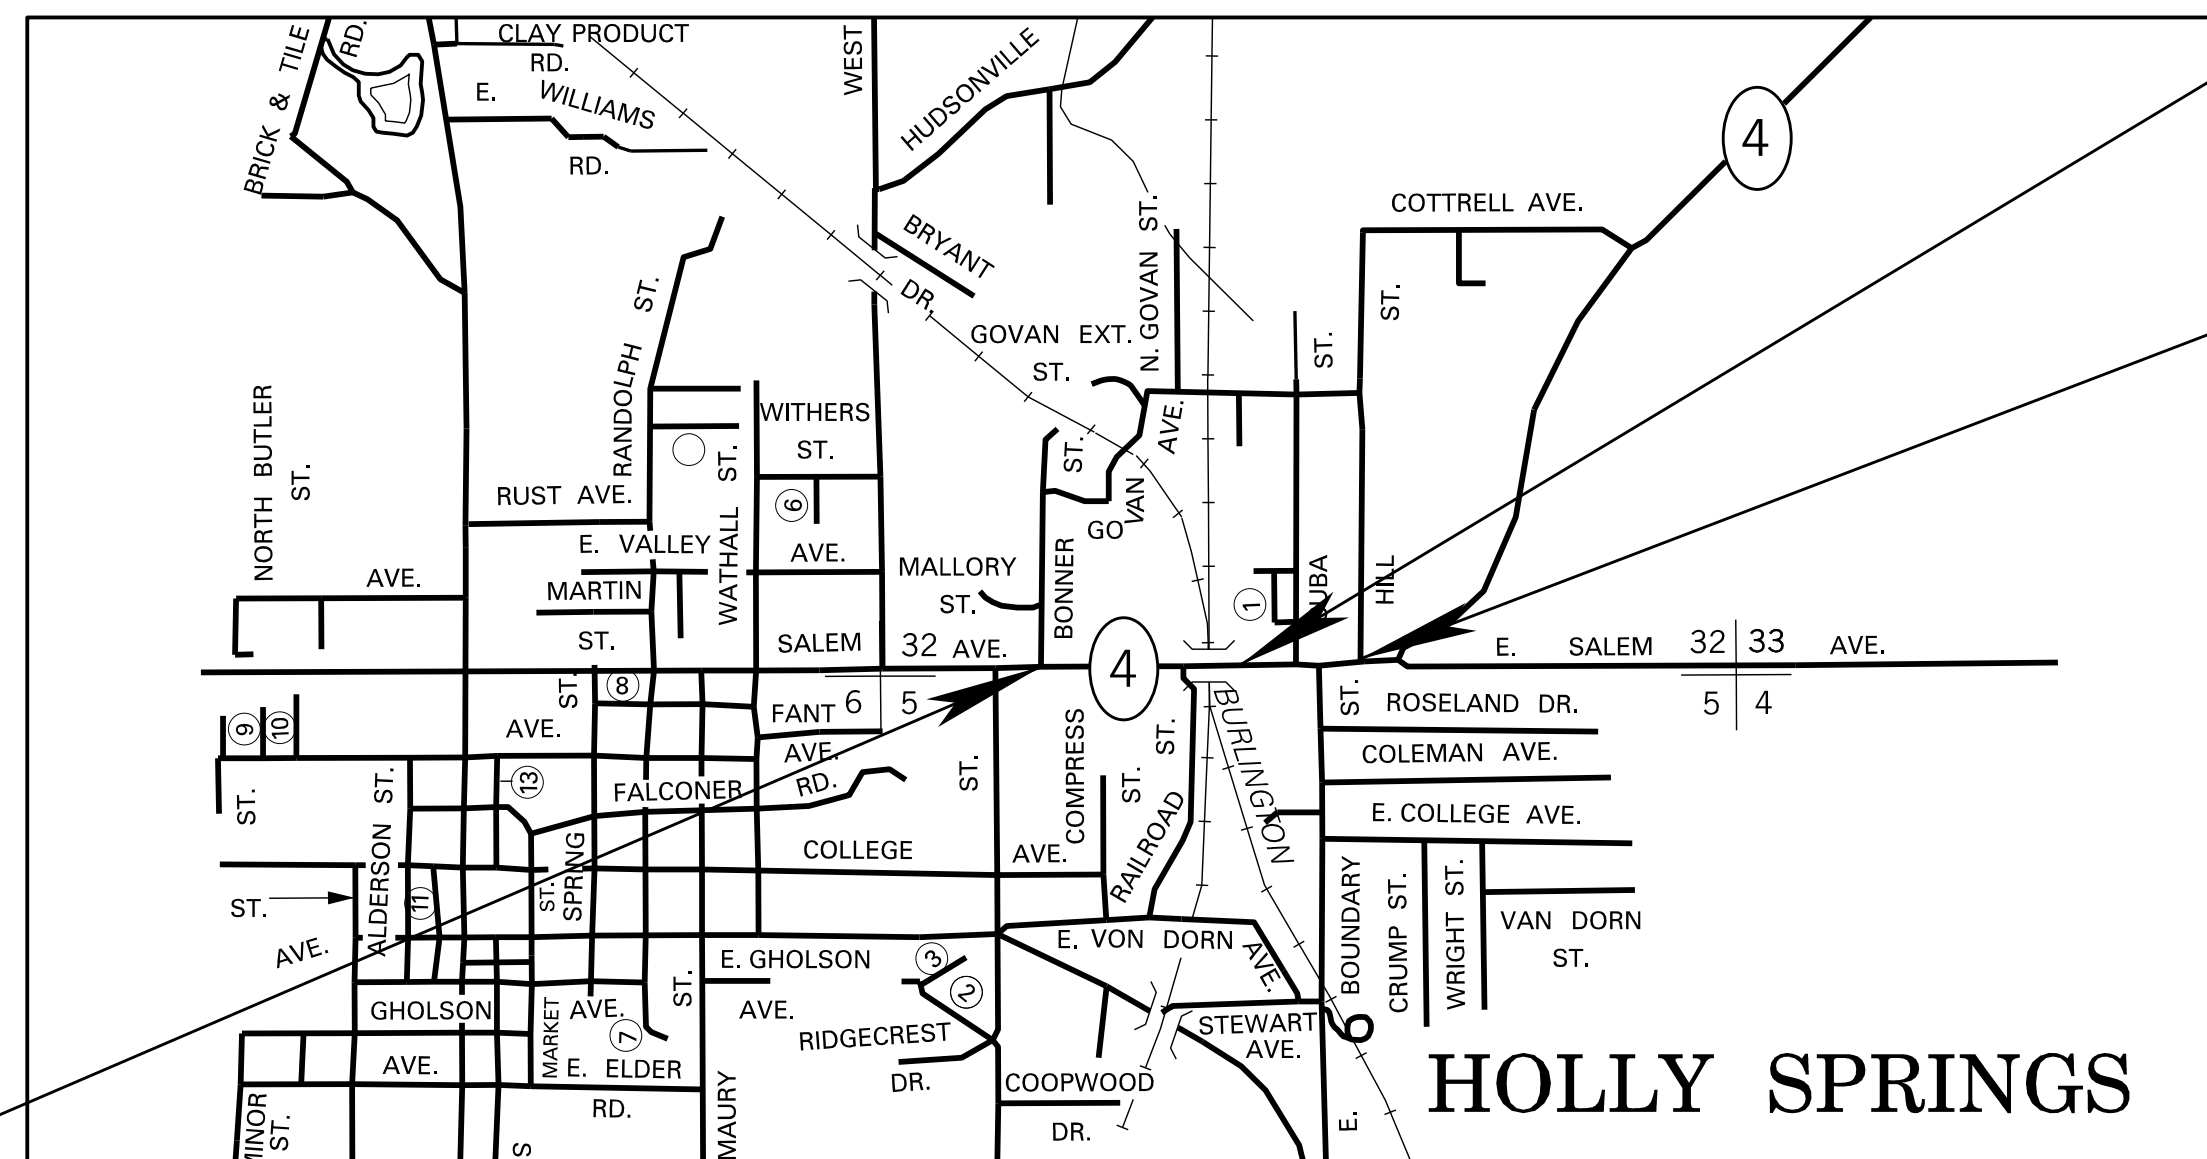 CLAY PRODUCT
RD.
BRICK & TILE
RD.
E. WILLIAMS
RD.
WEST
HUDSONVILLE
4
COTTRELL AVE.
BRYANT
DR.
N. GOVAN ST.
GOVAN EXT.
ST.
RANDOLPH ST.
ST.
ST.
NORTH BUTLER
ST.
WITHERS
ST.
WATHALL ST.
RUST AVE.
6
E. VALLEY
AVE.
AVE.
MARTIN
ST.
MALLORY
ST.
BONNER
ST.
GO
VAN
AVE.
1
UBA
HILL
SALEM
32
AVE.
4
E. SALEM
32
33
AVE.
6
5
5
4
8
ST.
9
10
AVE.
FANT
AVE.
13
FALCONER
RD.
ST.
ALDERSON ST.
ST.
COMPRESS
ST.
ST.
RAILROAD
BURLINGTON
ST.
ROSELAND DR.
COLEMAN AVE.
E. COLLEGE AVE.
COLLEGE
AVE.
SPRING
ST.
ST.
11
AVE.
E. GHOLSON
AVE.
3
2
E. VON DORN
AVE.
BOUNDARY
CRUMP ST.
WRIGHT ST.
VAN DORN
ST.
GHOLSON
AVE.
MARKET
AVE.
7
ST.
RIDGECREST
DR.
STEWART
AVE.
E. ELDER
RD.
COOPWOOD
DR.
HOLLY SPRINGS
MINOR
ST.
S
MAURY
E.